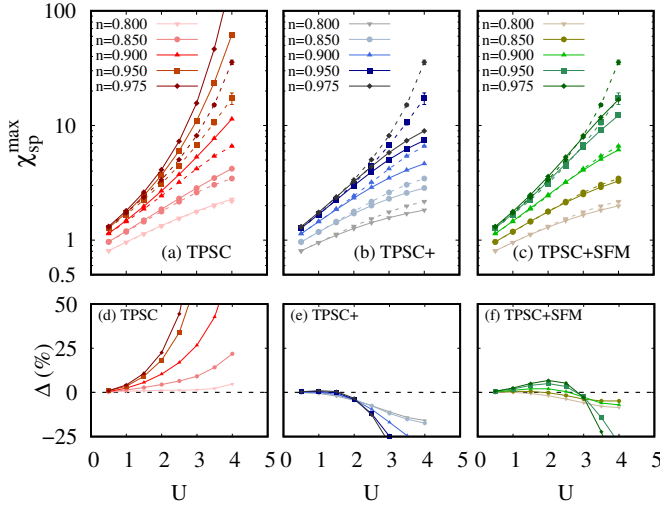 100
10
1
0.5
χsp^max
n=0.800
n=0.850
n=0.900
n=0.950
n=0.975
(a) TPSC
n=0.800
n=0.850
n=0.900
n=0.950
n=0.975
(b) TPSC+
n=0.800
n=0.850
n=0.900
n=0.950
n=0.975
(c) TPSC+SFM
50
25
0
−25
Δ (%)
(d) TPSC
(e) TPSC+
(f) TPSC+SFM
0 1 2 3 4 0 1 2 3 4 0 1 2 3 4 5
U U U